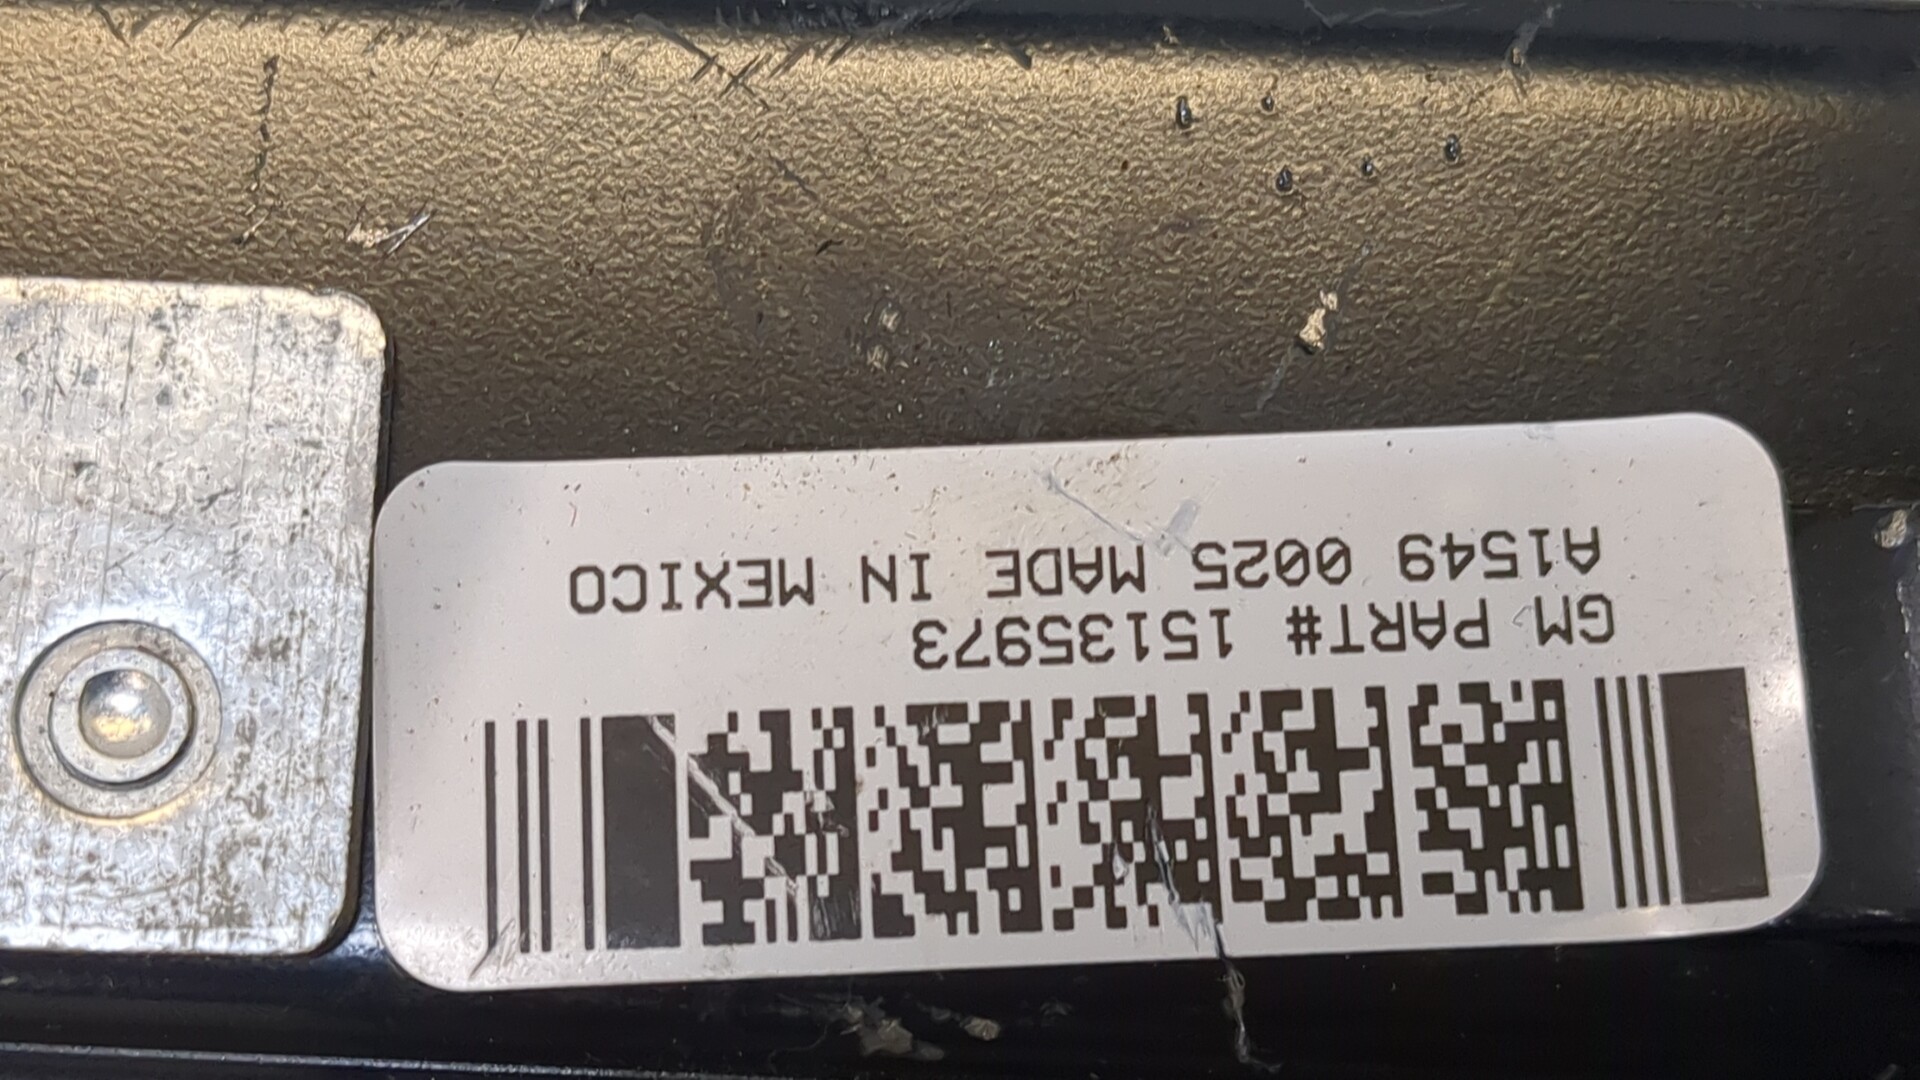 GM PART# 15135973
A1549 0025 MADE IN MEXICO